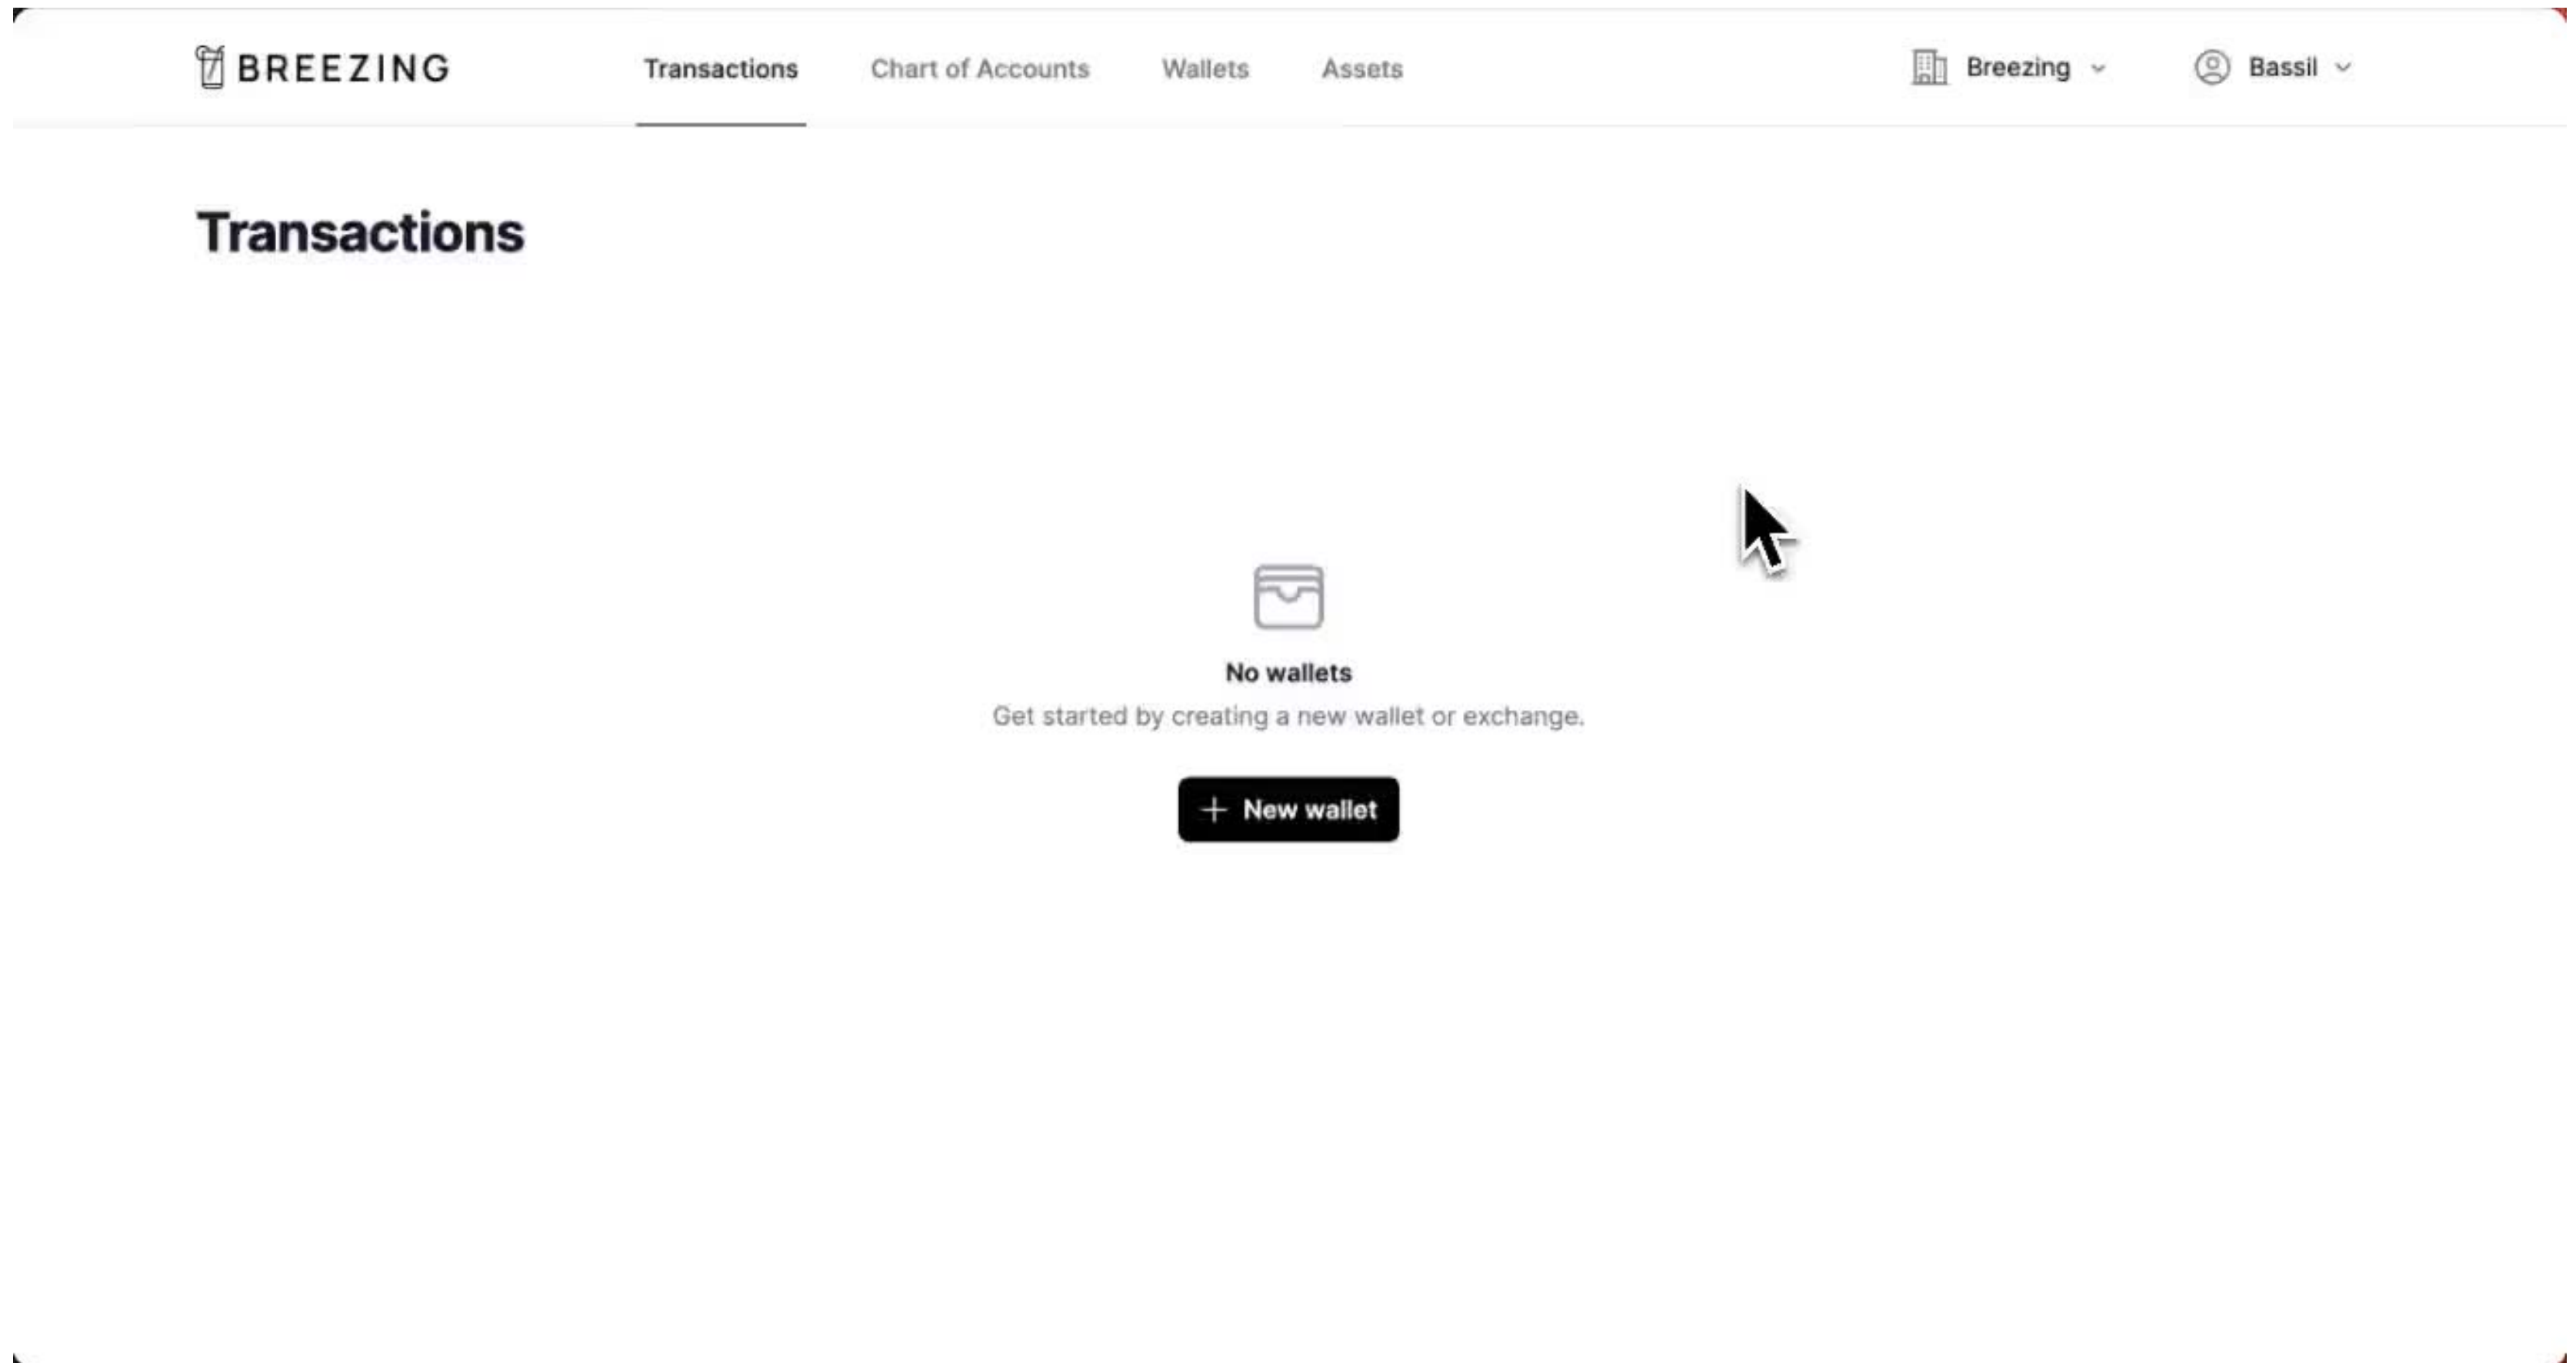 BREEZING
Transactions
Chart of Accounts
Wallets
Assets
Breezing
Bassil
Transactions
No wallets
Get started by creating a new wallet or exchange.
New wallet